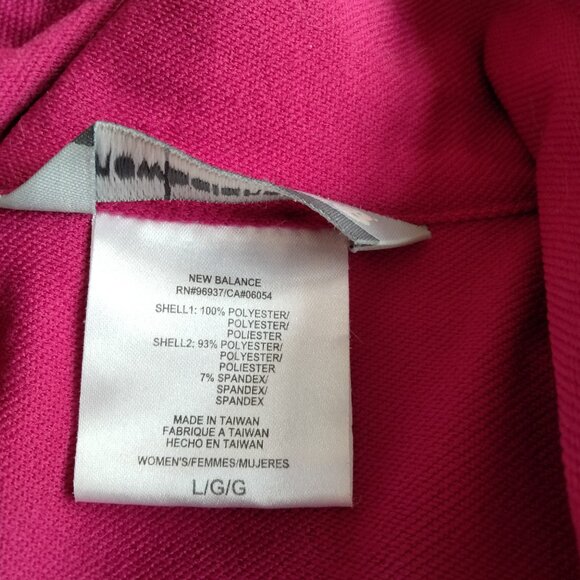 NEW BALANCE
RN#96937/CA#06054
SHELL1: 100% POLYESTER/
POLYESTER/
POLIESTER
SHELL2; 93% POLYESTER/
POLYESTER/
POLIESTER
7% SPANDEX/
SPANDEX/
SPANDEX
MADE IN TAIWAN
FABRIQUE A TAIWAN
HECHO EN TAIWAN
WOMEN'S/FEMMES/MUJERES
L/G/G